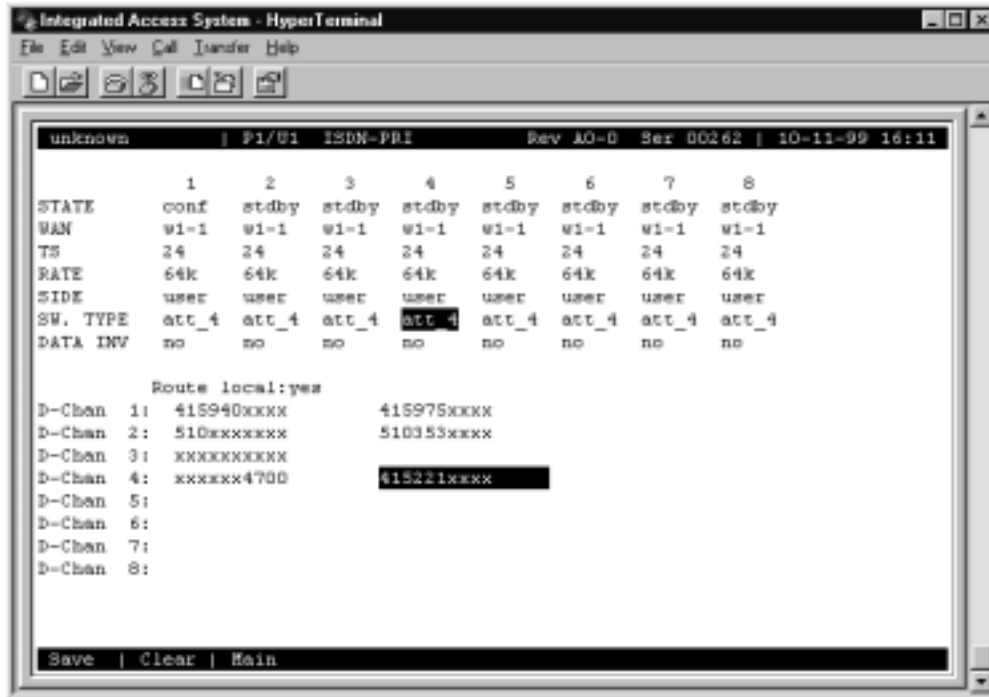 Integrated Access System - HyperTerminal
File Edit View Call Transfer Help
unknown | P1/U1 ISDN-PRI Rev A0-0 Ser 00262 | 10-11-99 16:11
1 2 3 4 5 6 7 8
STATE conf stdby stdby stdby stdby stdby stdby stdby
WAN w1-1 w1-1 w1-1 w1-1 w1-1 w1-1 w1-1 w1-1
TS 24 24 24 24 24 24 24 24
RATE 64k 64k 64k 64k 64k 64k 64k 64k
SIDE user user user user user user user user
SW. TYPE att_4 att_4 att_4 att_4 att_4 att_4 att_4 att_4
DATA INV no no no no no no no no
Route local:yes
D-Chan 1: 415940xxxx 415975xxxx
D-Chan 2: 510xxxxxxx 510353xxxx
D-Chan 3: xxxxxxxxxx
D-Chan 4: xxxxxx4700 415221xxxx
D-Chan 5:
D-Chan 6:
D-Chan 7:
D-Chan 8:
Save | Clear | Main